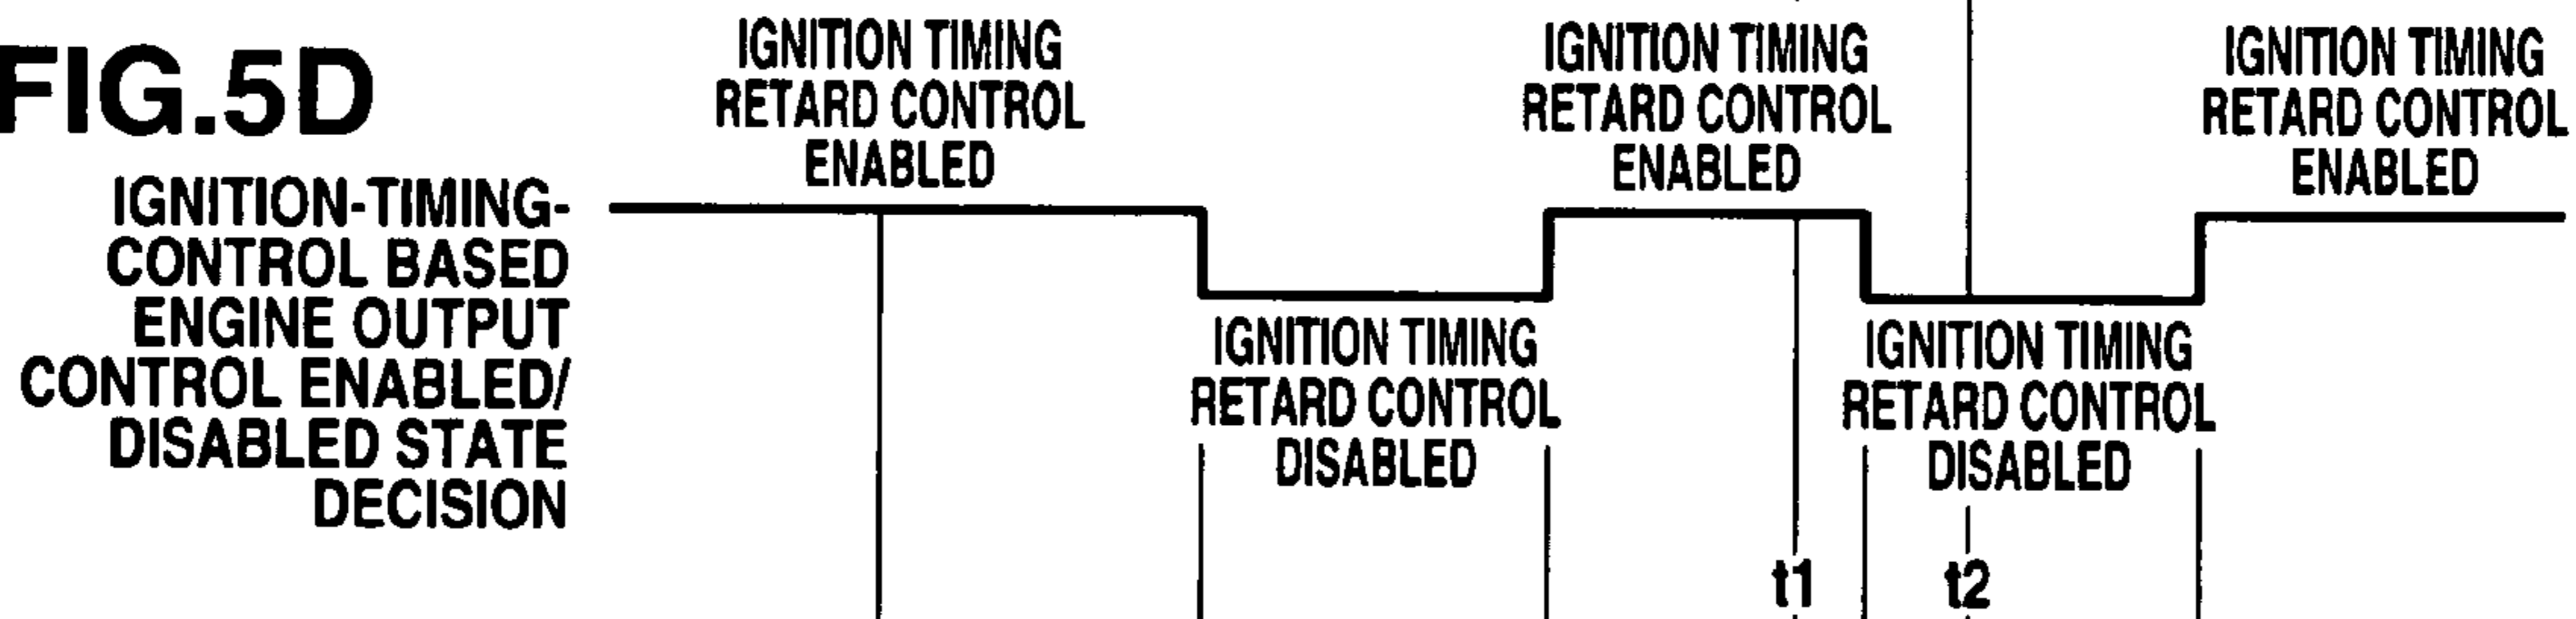 FIG.5D
IGNITION-TIMING-
CONTROL BASED
ENGINE OUTPUT
CONTROL ENABLED/
DISABLED STATE
DECISION
IGNITION TIMING
RETARD CONTROL
ENABLED
IGNITION TIMING
RETARD CONTROL
DISABLED
IGNITION TIMING
RETARD CONTROL
ENABLED
t1
IGNITION TIMING
RETARD CONTROL
DISABLED
t2
IGNITION TIMING
RETARD CONTROL
ENABLED